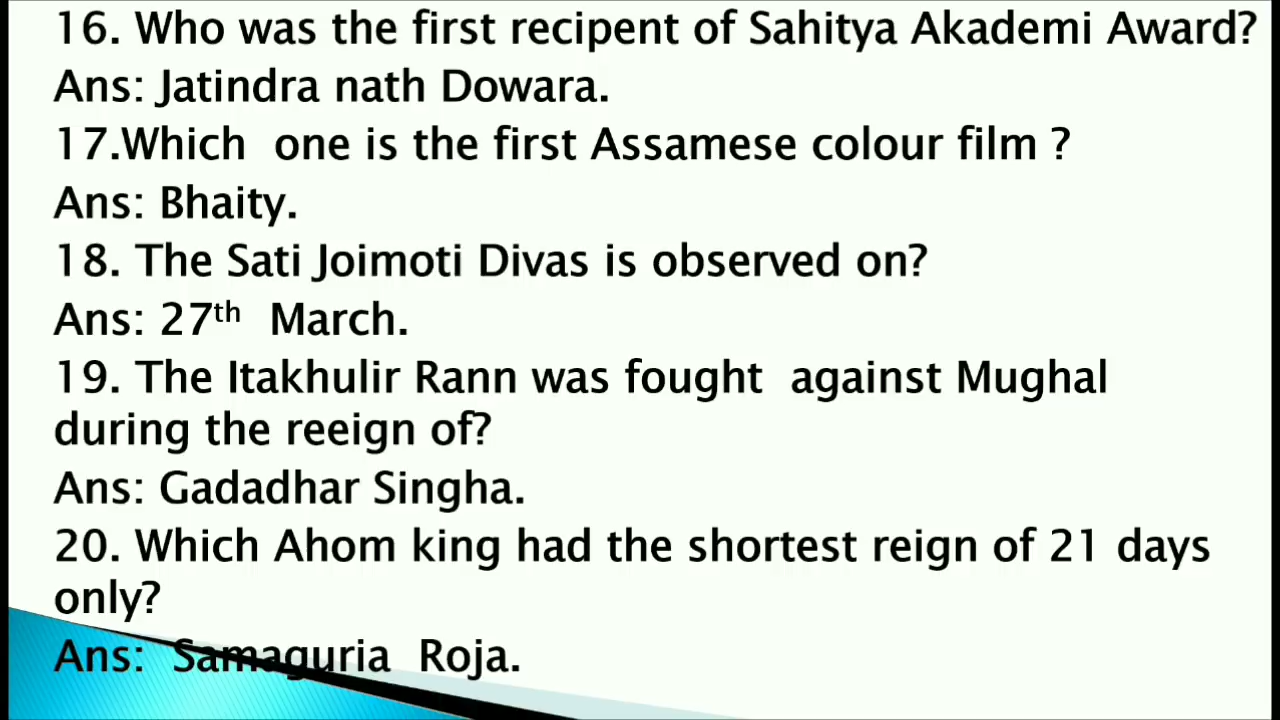 16. Who was the first recipent of Sahitya Akademi Award?
Ans: Jatindra nath Dowara.
17.Which one is the first Assamese colour film ?
Ans: Bhaity.
18. The Sati Joimoti Divas is observed on?
Ans: 27th March.
19. The Itakhulir Rann was fought against Mughal
during the reeign of?
Ans: Gadadhar Singha.
20. Which Ahom king had the shortest reign of 21 days
only?
Ans: Samaguria Roja.